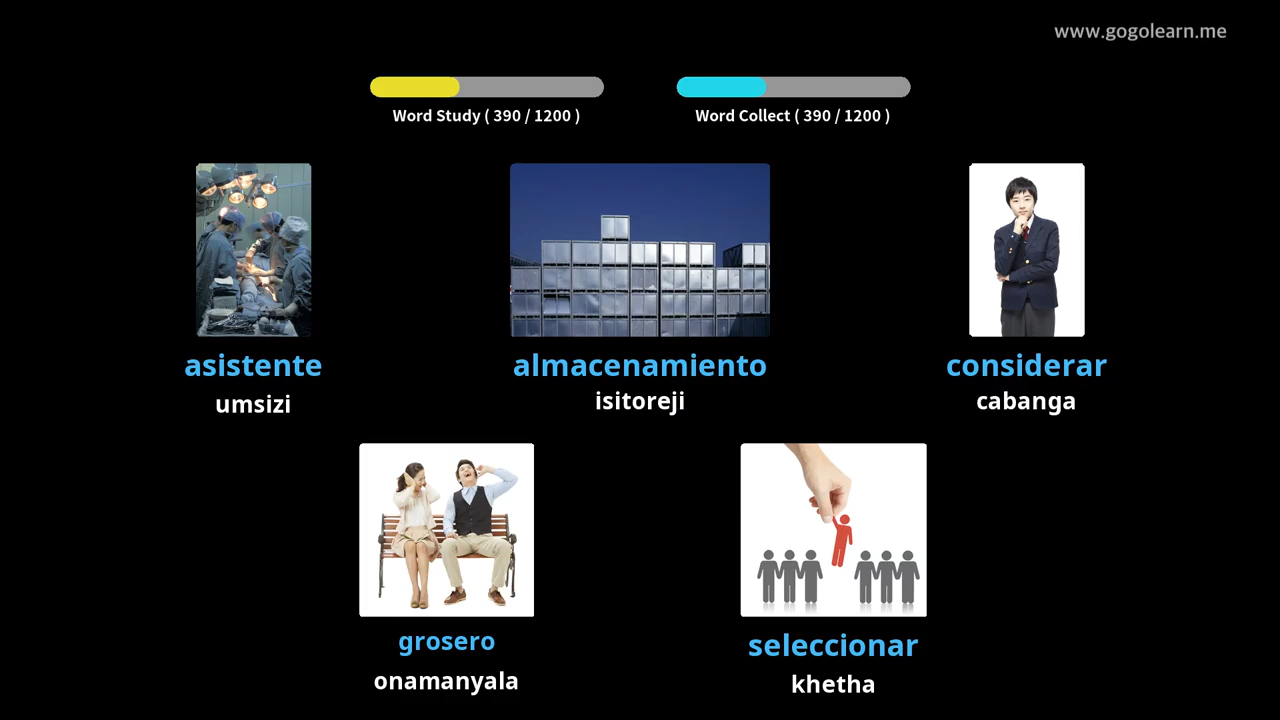 www.gogolearn.me
Word Study ( 390 / 1200 )
Word Collect ( 390 / 1200 )
asistente
umsizi
almacenamiento
isitoreji
considerar
cabanga
grosero
onamanyala
seleccionar
khetha